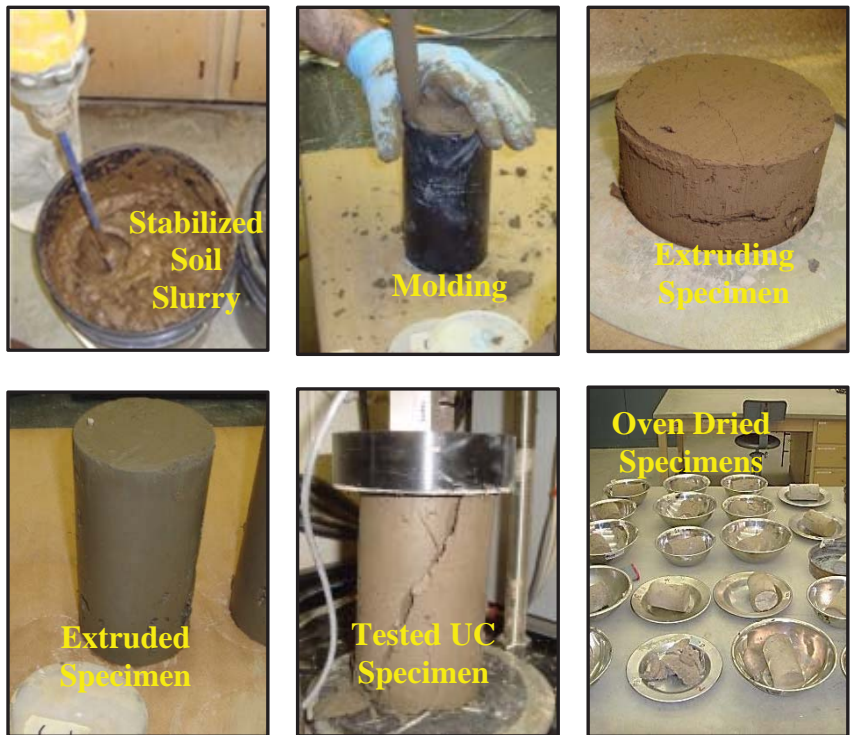 Stabilized
Soil
Slurry
Molding
Extruding
Specimen
Extruded
Specimen
Tested UC
Specimen
Oven Dried
Specimens